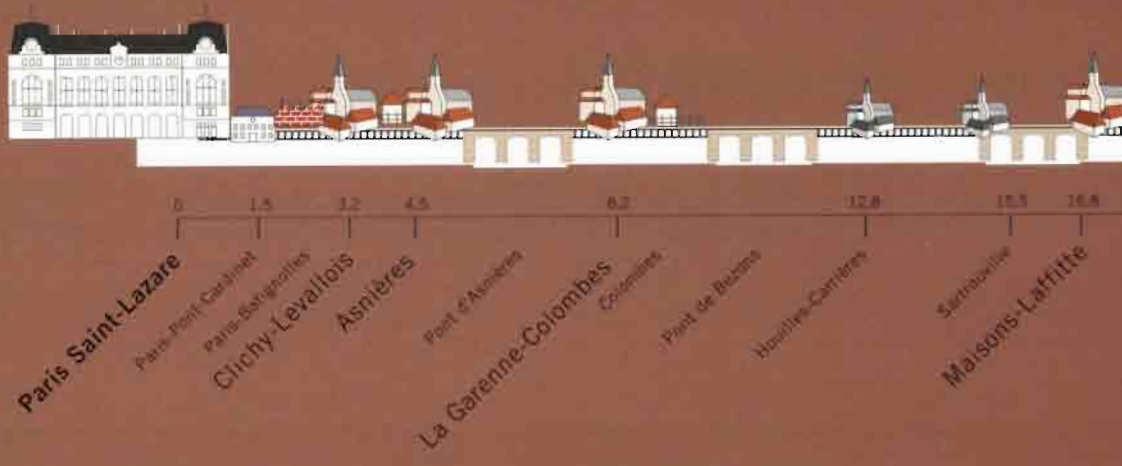 0
1.5
3.2
4.5
8.2
12.8
15.5
16.8
Paris Saint-Lazare
Paris-Pont-Cardinet
Paris-Batignolles
Clichy-Levallois
Asnières
Pont d'Asnières
La Garenne-Colombes
Colombes
Pont de Bezons
Houilles-Carrières
Sartrouville
Maisons-Laffitte